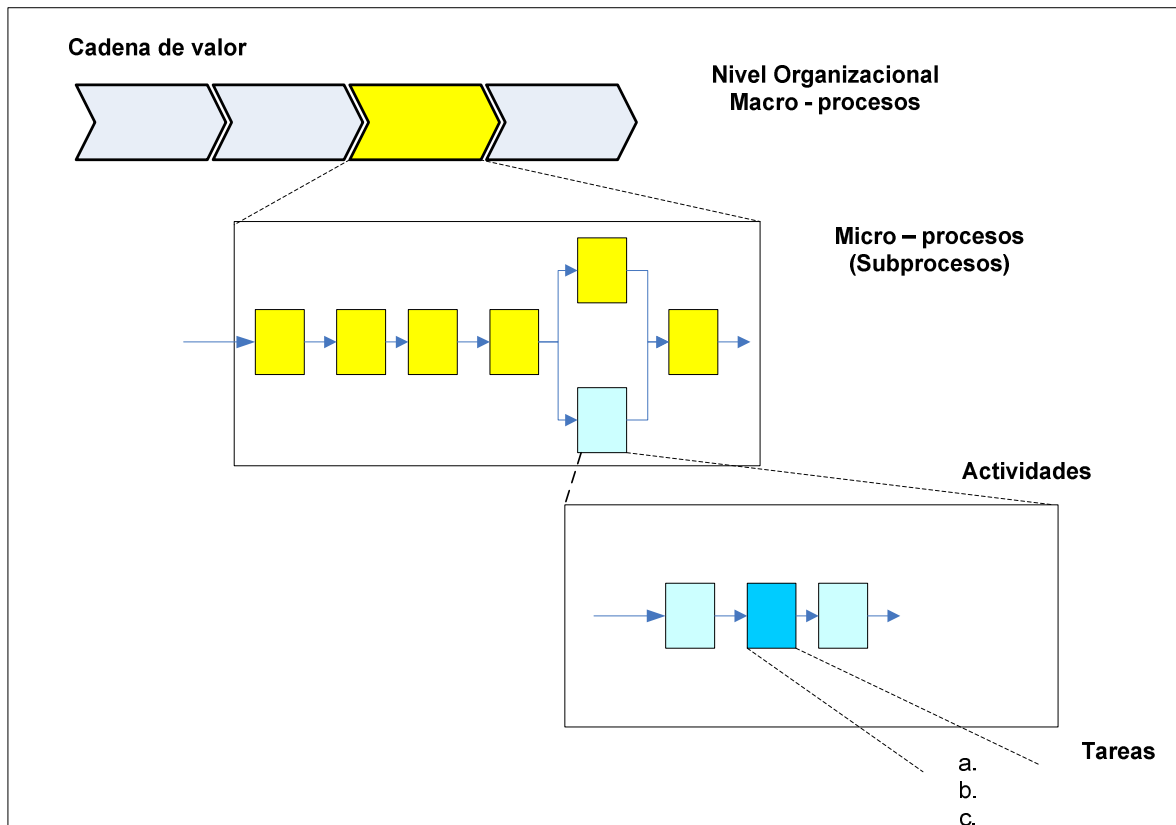 Cadena de valor
Nivel Organizacional
Macro - procesos
Micro – procesos
(Subprocesos)
Actividades
Tareas
a.
b.
c.